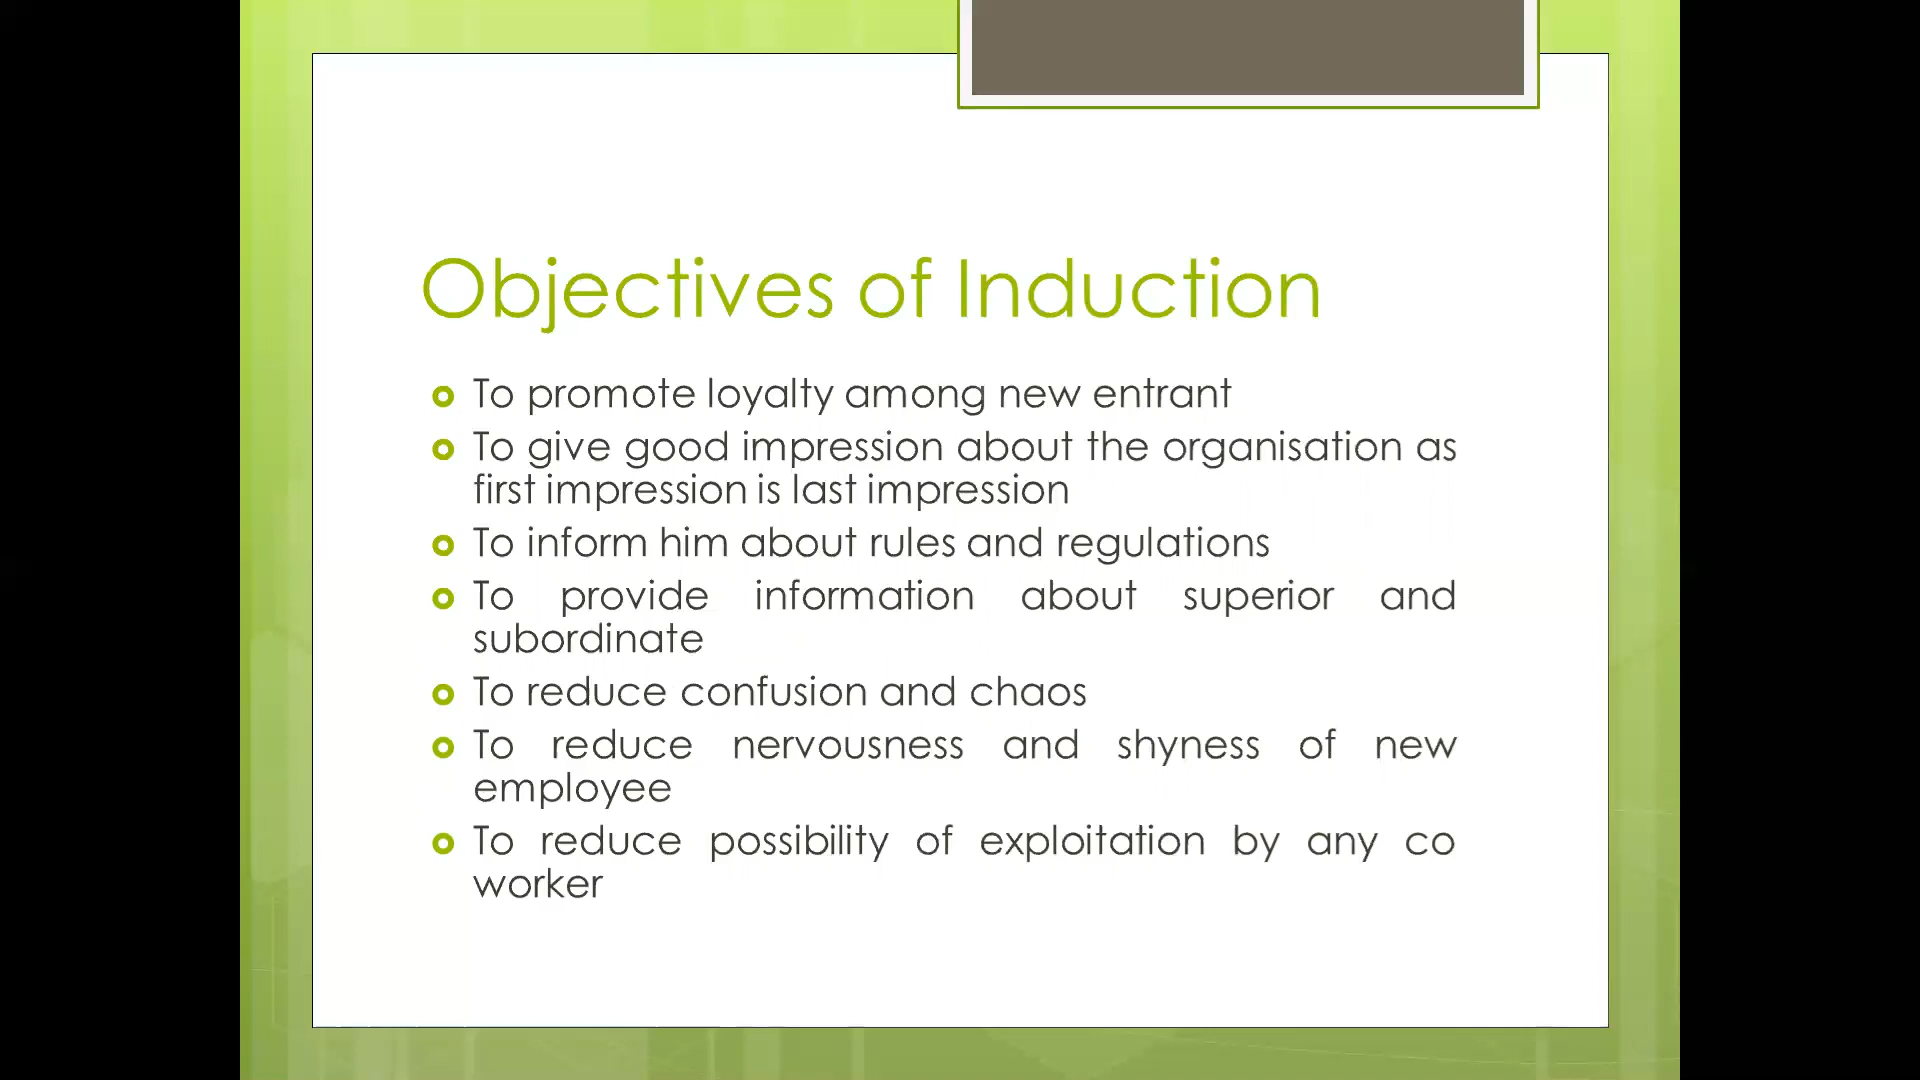 Objectives of Induction
To promote loyalty among new entrant
To give good impression about the organisation as
first impression is last impression
To inform him about rules and regulations
To provide information about superior and
subordinate
To reduce confusion and chaos
To reduce nervousness and shyness of new
employee
To reduce possibility of exploitation by any co
worker